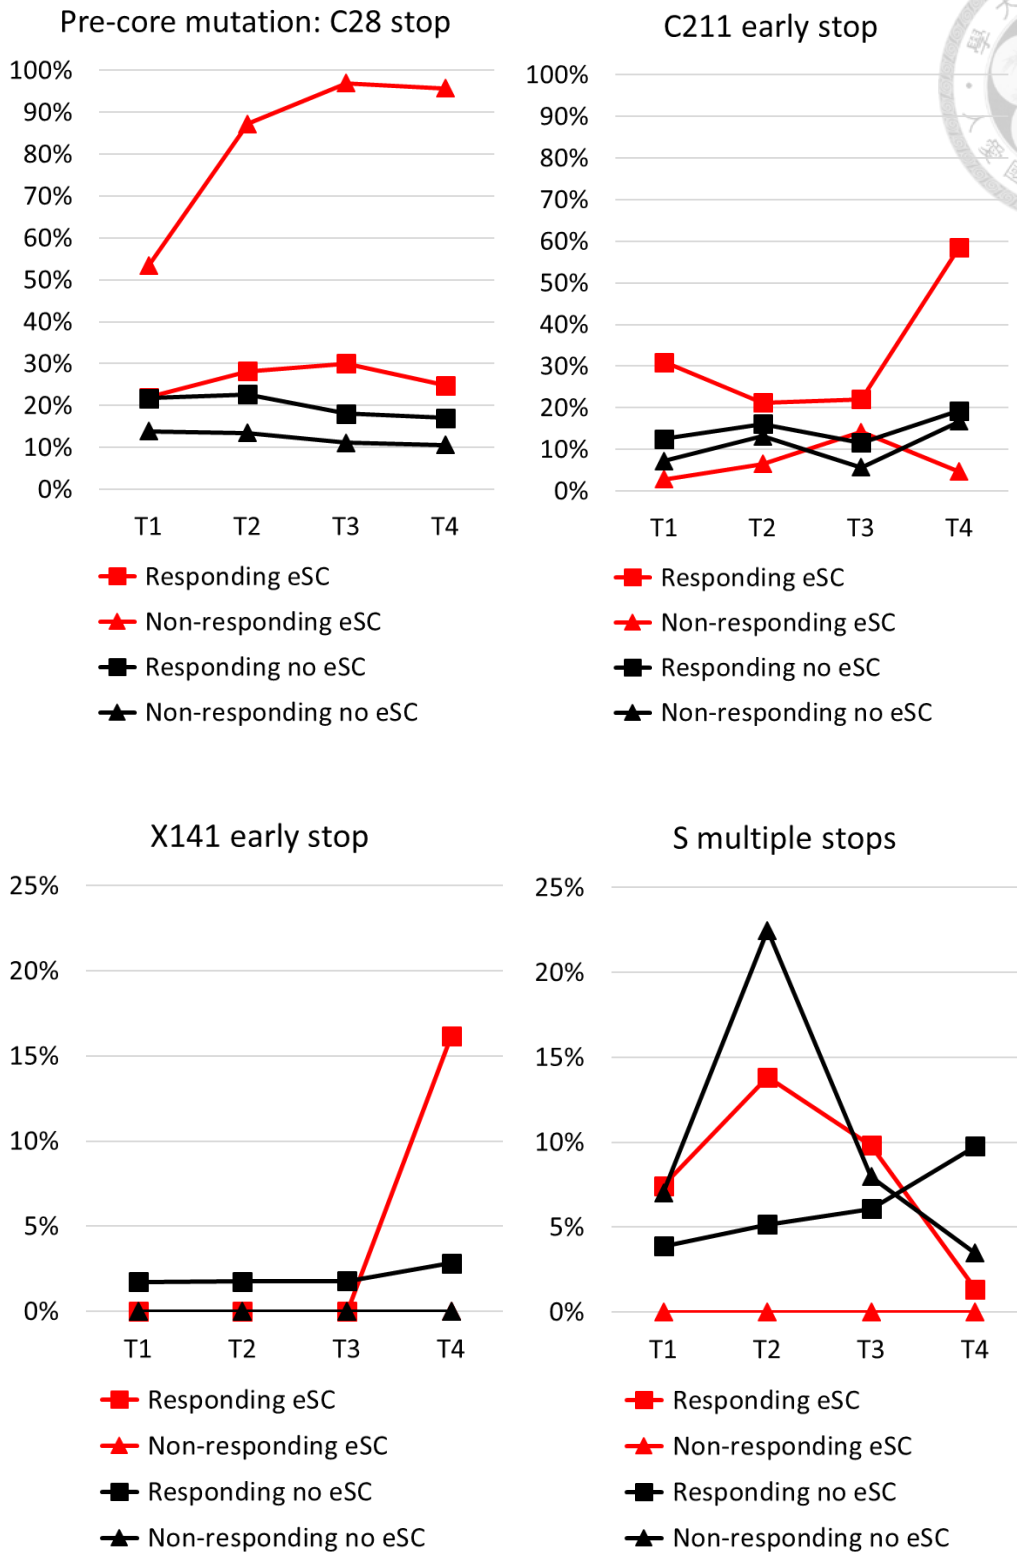 Pre-core mutation: C28 stop
100%
90%
80%
70%
60%
50%
40%
30%
20%
10%
0%
T1 T2 T3 T4
Responding eSC
Non-responding eSC
Responding no eSC
Non-responding no eSC
C211 early stop
100%
90%
80%
70%
60%
50%
40%
30%
20%
10%
0%
T1 T2 T3 T4
Responding eSC
Non-responding eSC
Responding no eSC
Non-responding no eSC
X141 early stop
25%
20%
15%
10%
5%
0%
T1 T2 T3 T4
Responding eSC
Non-responding eSC
Responding no eSC
Non-responding no eSC
S multiple stops
25%
20%
15%
10%
5%
0%
T1 T2 T3 T4
Responding eSC
Non-responding eSC
Responding no eSC
Non-responding no eSC